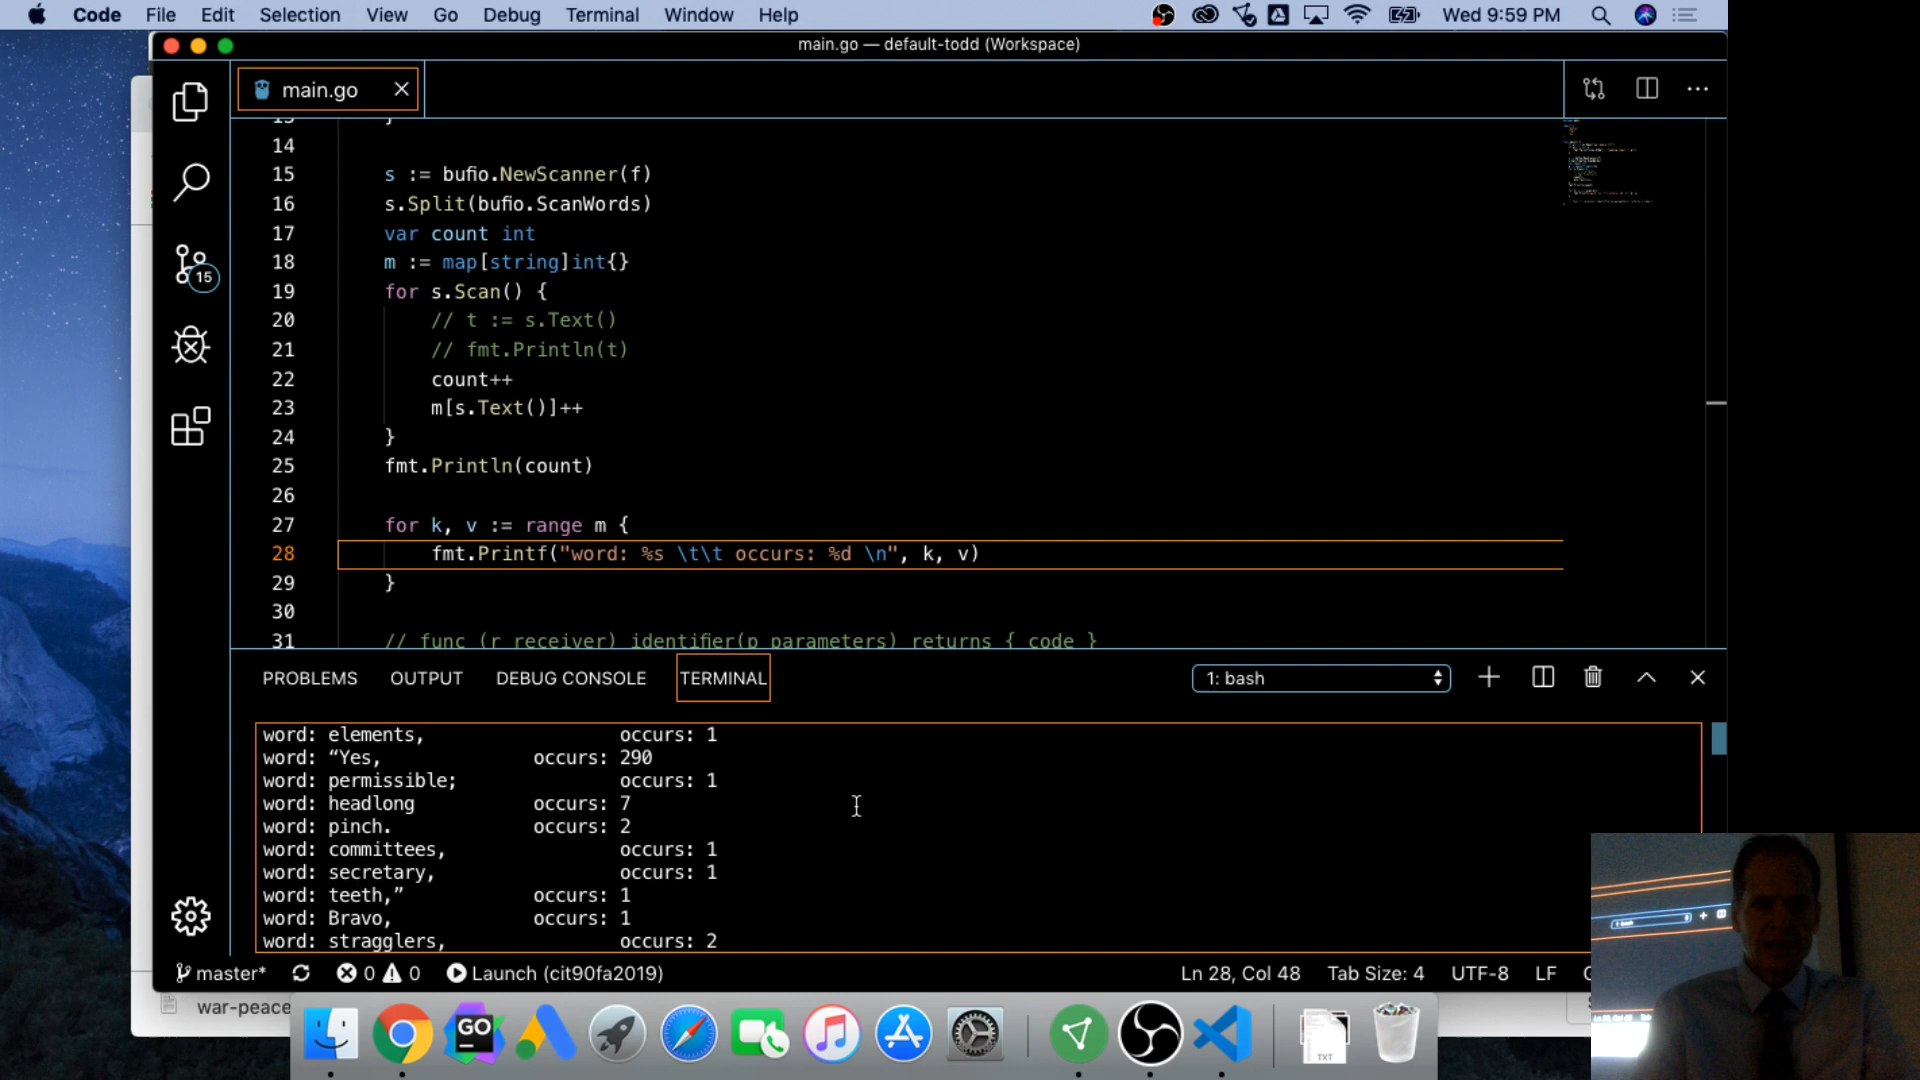 Code File Edit Selection View Go Debug Terminal Window Help Wed 9:59 PM
main.go — default-todd (Workspace)
main.go
14
15 s := bufio.NewScanner(f)
16 s.Split(bufio.ScanWords)
17 var count int
18 m := map[string]int{}
19 for s.Scan() {
20 // t := s.Text()
21 // fmt.Println(t)
22 count++
23 m[s.Text()]++
24 }
25 fmt.Println(count)
26
27 for k, v := range m {
28 fmt.Printf("word: %s \t\t occurs: %d \n", k, v)
29 }
30
31 // func (r receiver) identifier(p parameters) returns { code }
15
PROBLEMS OUTPUT DEBUG CONSOLE TERMINAL 1: bash
word: elements, occurs: 1
word: “Yes, occurs: 290
word: permissible; occurs: 1
word: headlong occurs: 7
word: pinch. occurs: 2
word: committees, occurs: 1
word: secretary, occurs: 1
word: teeth,” occurs: 1
word: Bravo, occurs: 1
word: stragglers, occurs: 2
master* 0 0 Launch (cit90fa2019) Ln 28, Col 48 Tab Size: 4 UTF-8 LF
war-peace
GO
TXT